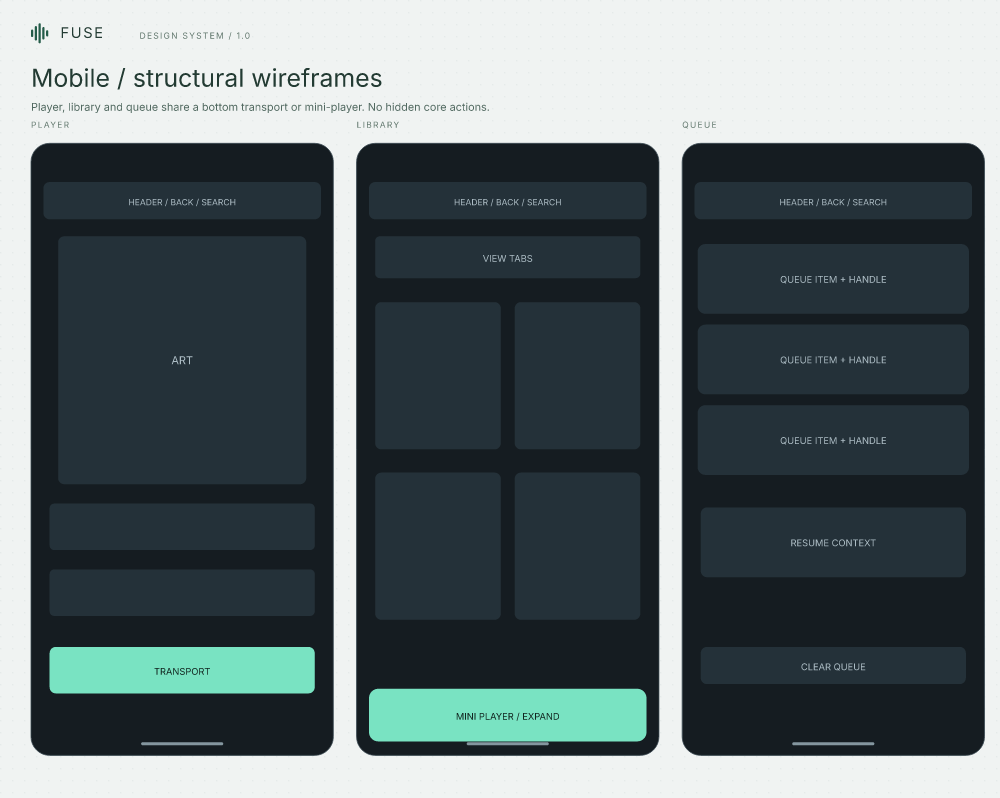 FUSE
DESIGN SYSTEM / 1.0
Mobile / structural wireframes
Player, library and queue share a bottom transport or mini-player. No hidden core actions.
PLAYER
HEADER / BACK / SEARCH
ART
TRANSPORT
LIBRARY
HEADER / BACK / SEARCH
VIEW TABS
MINI PLAYER / EXPAND
QUEUE
HEADER / BACK / SEARCH
QUEUE ITEM + HANDLE
QUEUE ITEM + HANDLE
QUEUE ITEM + HANDLE
RESUME CONTEXT
CLEAR QUEUE